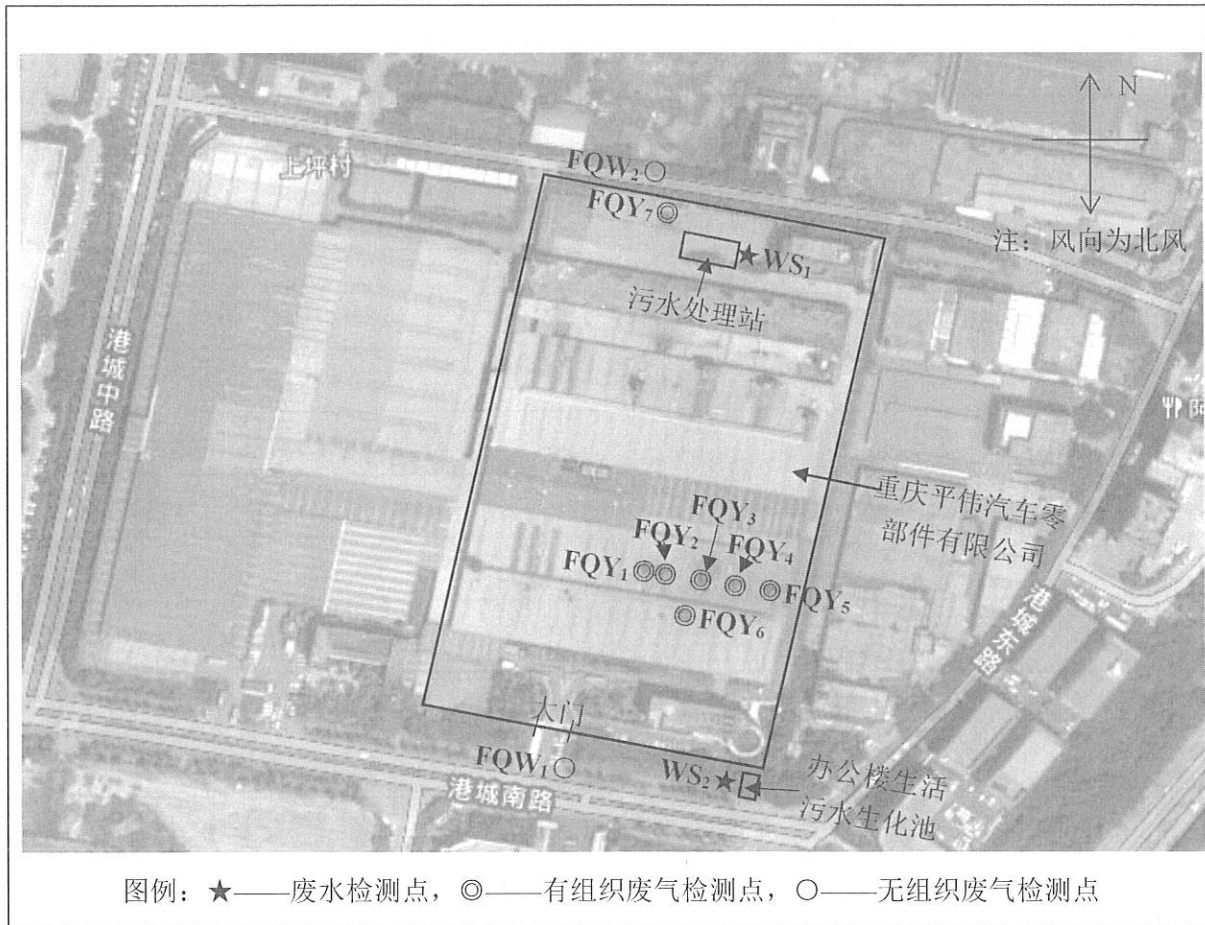 N
上坪村
FQW₂
FQY₇
注：风向为北风
WS₁
污水处理站
港城中路
阿
重庆平伟汽车零
部件有限公司
FQY₃
FQY₂
FQY₄
FQY₁
FQY₅
FQY₆
港城东路
大门
FQW₁
WS₂
办公楼生活
污水生化池
港城南路
图例：★——废水检测点，◎——有组织废气检测点，○——无组织废气检测点